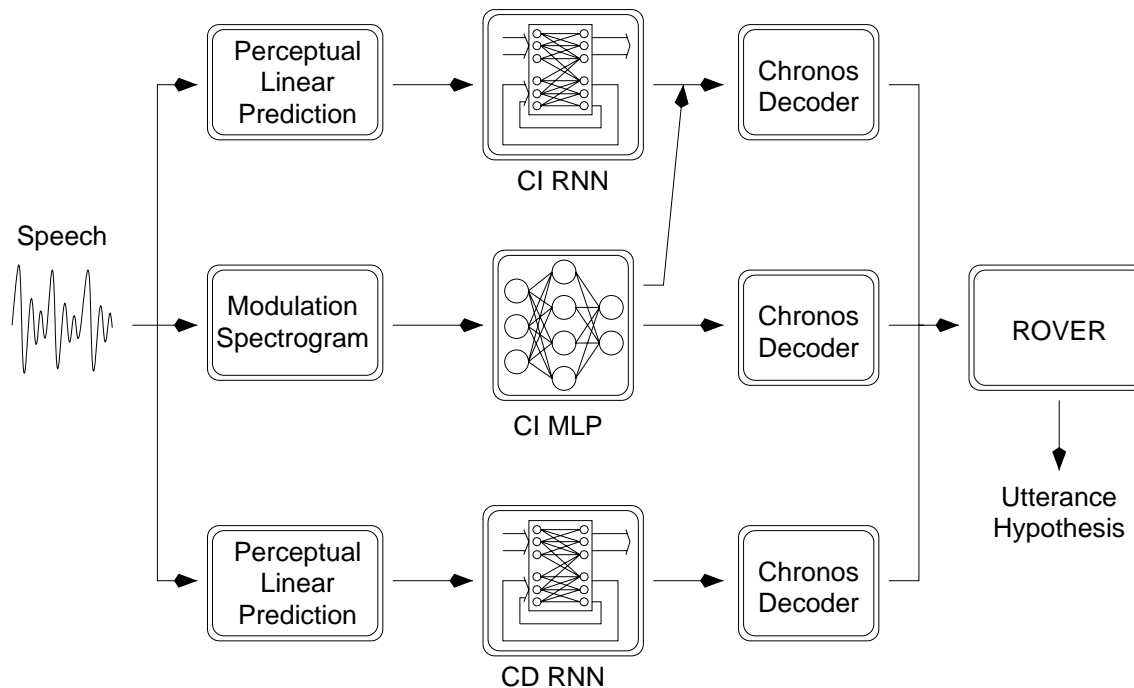 Perceptual
Linear
Prediction
CI RNN
Chronos
Decoder
Speech
Modulation
Spectrogram
CI MLP
Chronos
Decoder
ROVER
Utterance
Hypothesis
Perceptual
Linear
Prediction
CD RNN
Chronos
Decoder